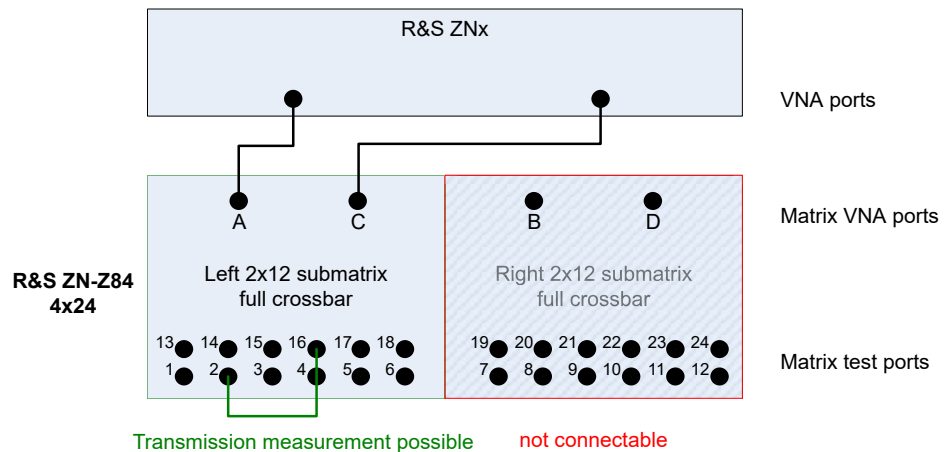 R&S ZNx
VNA ports
A C B D
Matrix VNA ports
R&S ZN-Z84
4x24
Left 2x12 submatrix
full crossbar
Right 2x12 submatrix
full crossbar
13 14 15 16 17 18 19 20 21 22 23 24
1 2 3 4 5 6 7 8 9 10 11 12
Matrix test ports
Transmission measurement possible
not connectable